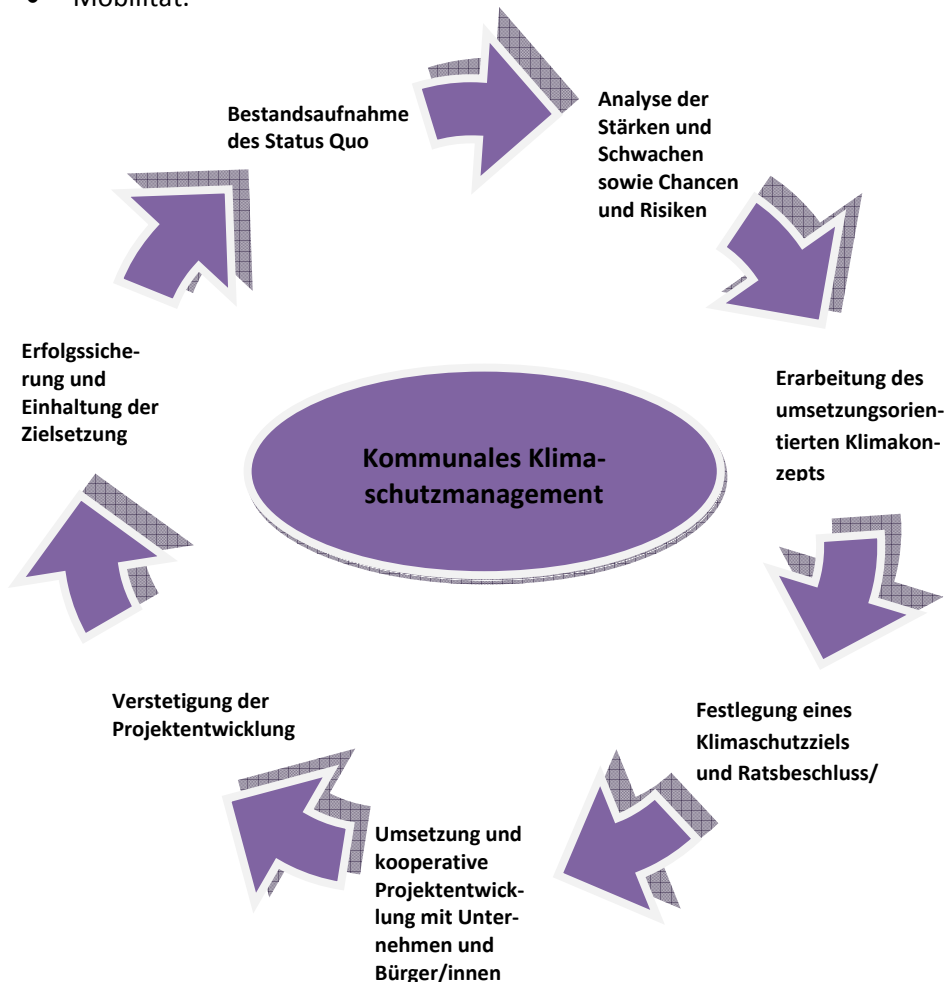 • Mobilität.
Bestandsaufnahme
des Status Quo
Analyse der
Stärken und
Schwachen
sowie Chancen
und Risiken
Erarbeitung des
umsetzungsorien-
tierten Klimakon-
zepts
Festlegung eines
Klimaschutzziels
und Ratsbeschluss/
Umsetzung und
kooperative
Projektentwick-
lung mit Unter-
nehmen und
Bürger/innen
Verstetigung der
Projektentwicklung
Erfolgssiche-
rung und
Einhaltung der
Zielsetzung
Kommunales Klima-
schutzmanagement